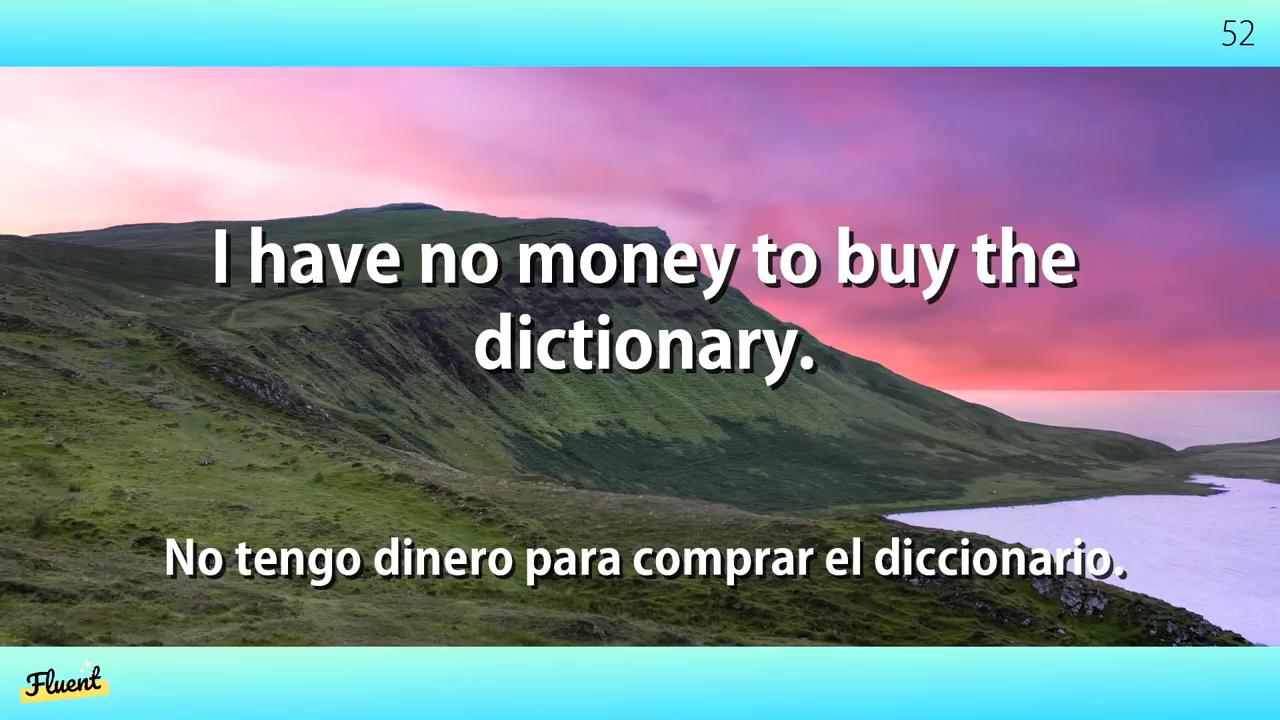 52
I have no money to buy the
dictionary.
No tengo dinero para comprar el diccionario.
Fluent